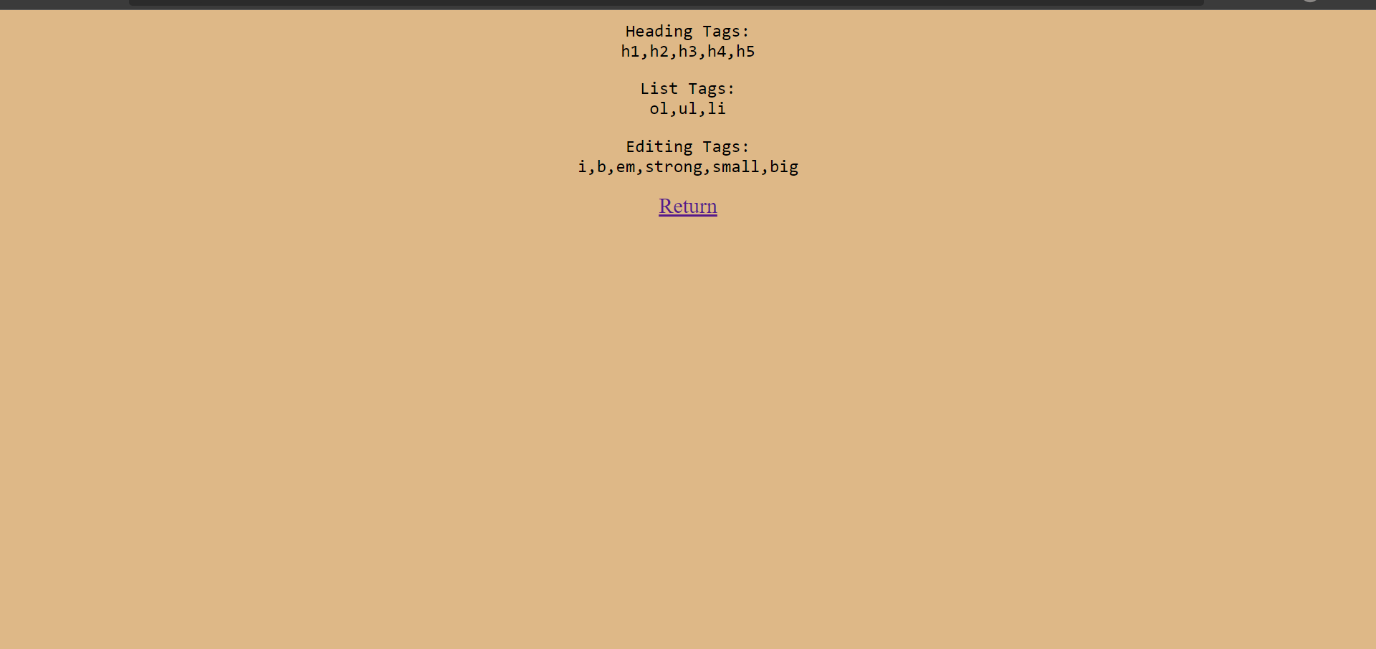 Heading Tags:
h1,h2,h3,h4,h5
List Tags:
ol,ul,li
Editing Tags:
i,b,em,strong,small,big
Return